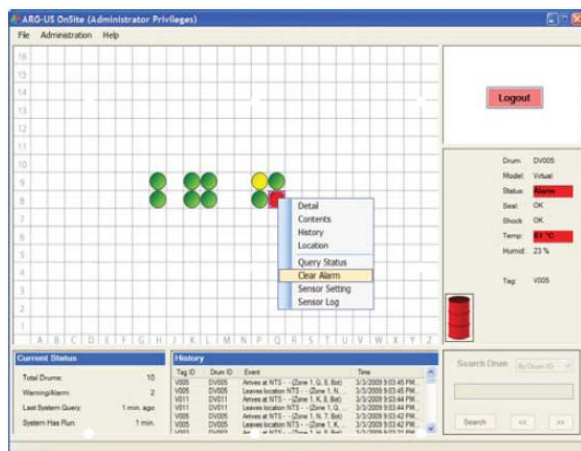 ARG-US OnSite (Administrator Privileges)
File Administration Help
16
15
14
13
12
11
10
9
8
7
6
5
4
3
2
1
A B C D E F G H I J K L M N O P Q R S T U V W X Y Z
Detail
Contents
History
Location
Query Status
Clear Alarm
Sensor Setting
Sensor Log
Logout
Drum DV005
Model: Virtual
Status: Alarm
Seal: OK
Shock OK
Temp: 61 °C
Humid: 23 %
Tag: V005
Current Status
Total Drums: 10
Warning/Alarm: 2
Last System Query: 1 min. ago
System Has Run: 1 min.
History
Tag ID Drum ID Event Time
V005 DV005 Arrives at NTS - - (Zone 1, Q, 8, Bot) 3/3/2009 9:03:45 PM...
V005 DV005 Leaves location NTS - - (Zone 1, N, ... 3/3/2009 9:03:45 PM...
V011 DV011 Arrives at NTS - - (Zone 1, K, 8, Bot) 3/3/2009 9:03:44 PM...
V011 DV011 Leaves location NTS - - (Zone 1, Q, ... 3/3/2009 9:03:44 PM...
V005 DV005 Arrives at NTS - - (Zone 1, N, 7, Bot) 3/3/2009 9:03:42 PM...
V005 DV005 Leaves location NTS - - (Zone 1, K, ... 3/3/2009 9:03:42 PM...
Search Drum By Drum ID
Search << >>